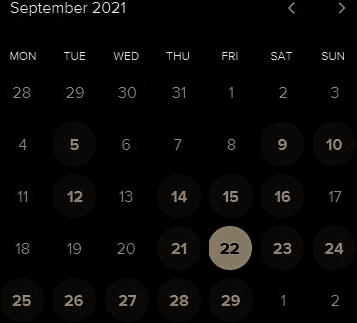 September 2021 < >
MON TUE WED THU FRI SAT SUN
28 29 30 31 1 2 3
4 5 6 7 8 9 10
11 12 13 14 15 16 17
18 19 20 21 22 23 24
25 26 27 28 29 1 2